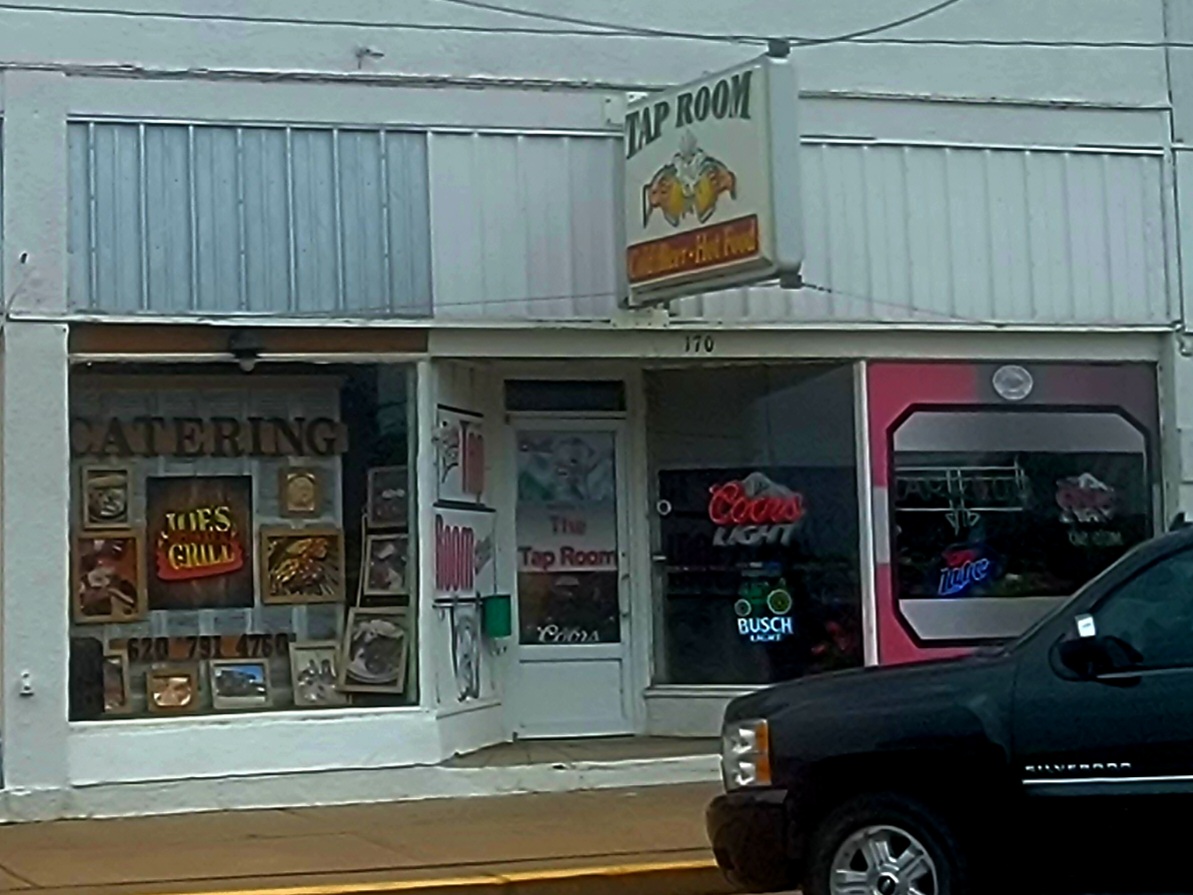 TAP ROOM
Cold Beer • Hot Food
170
CATERING
JOE'S
GRILL
620 791 4760
Tap
Room
The
Tap Room
Coors
Coors
LIGHT
BUSCH
LIGHT
Lite
SILVERADO